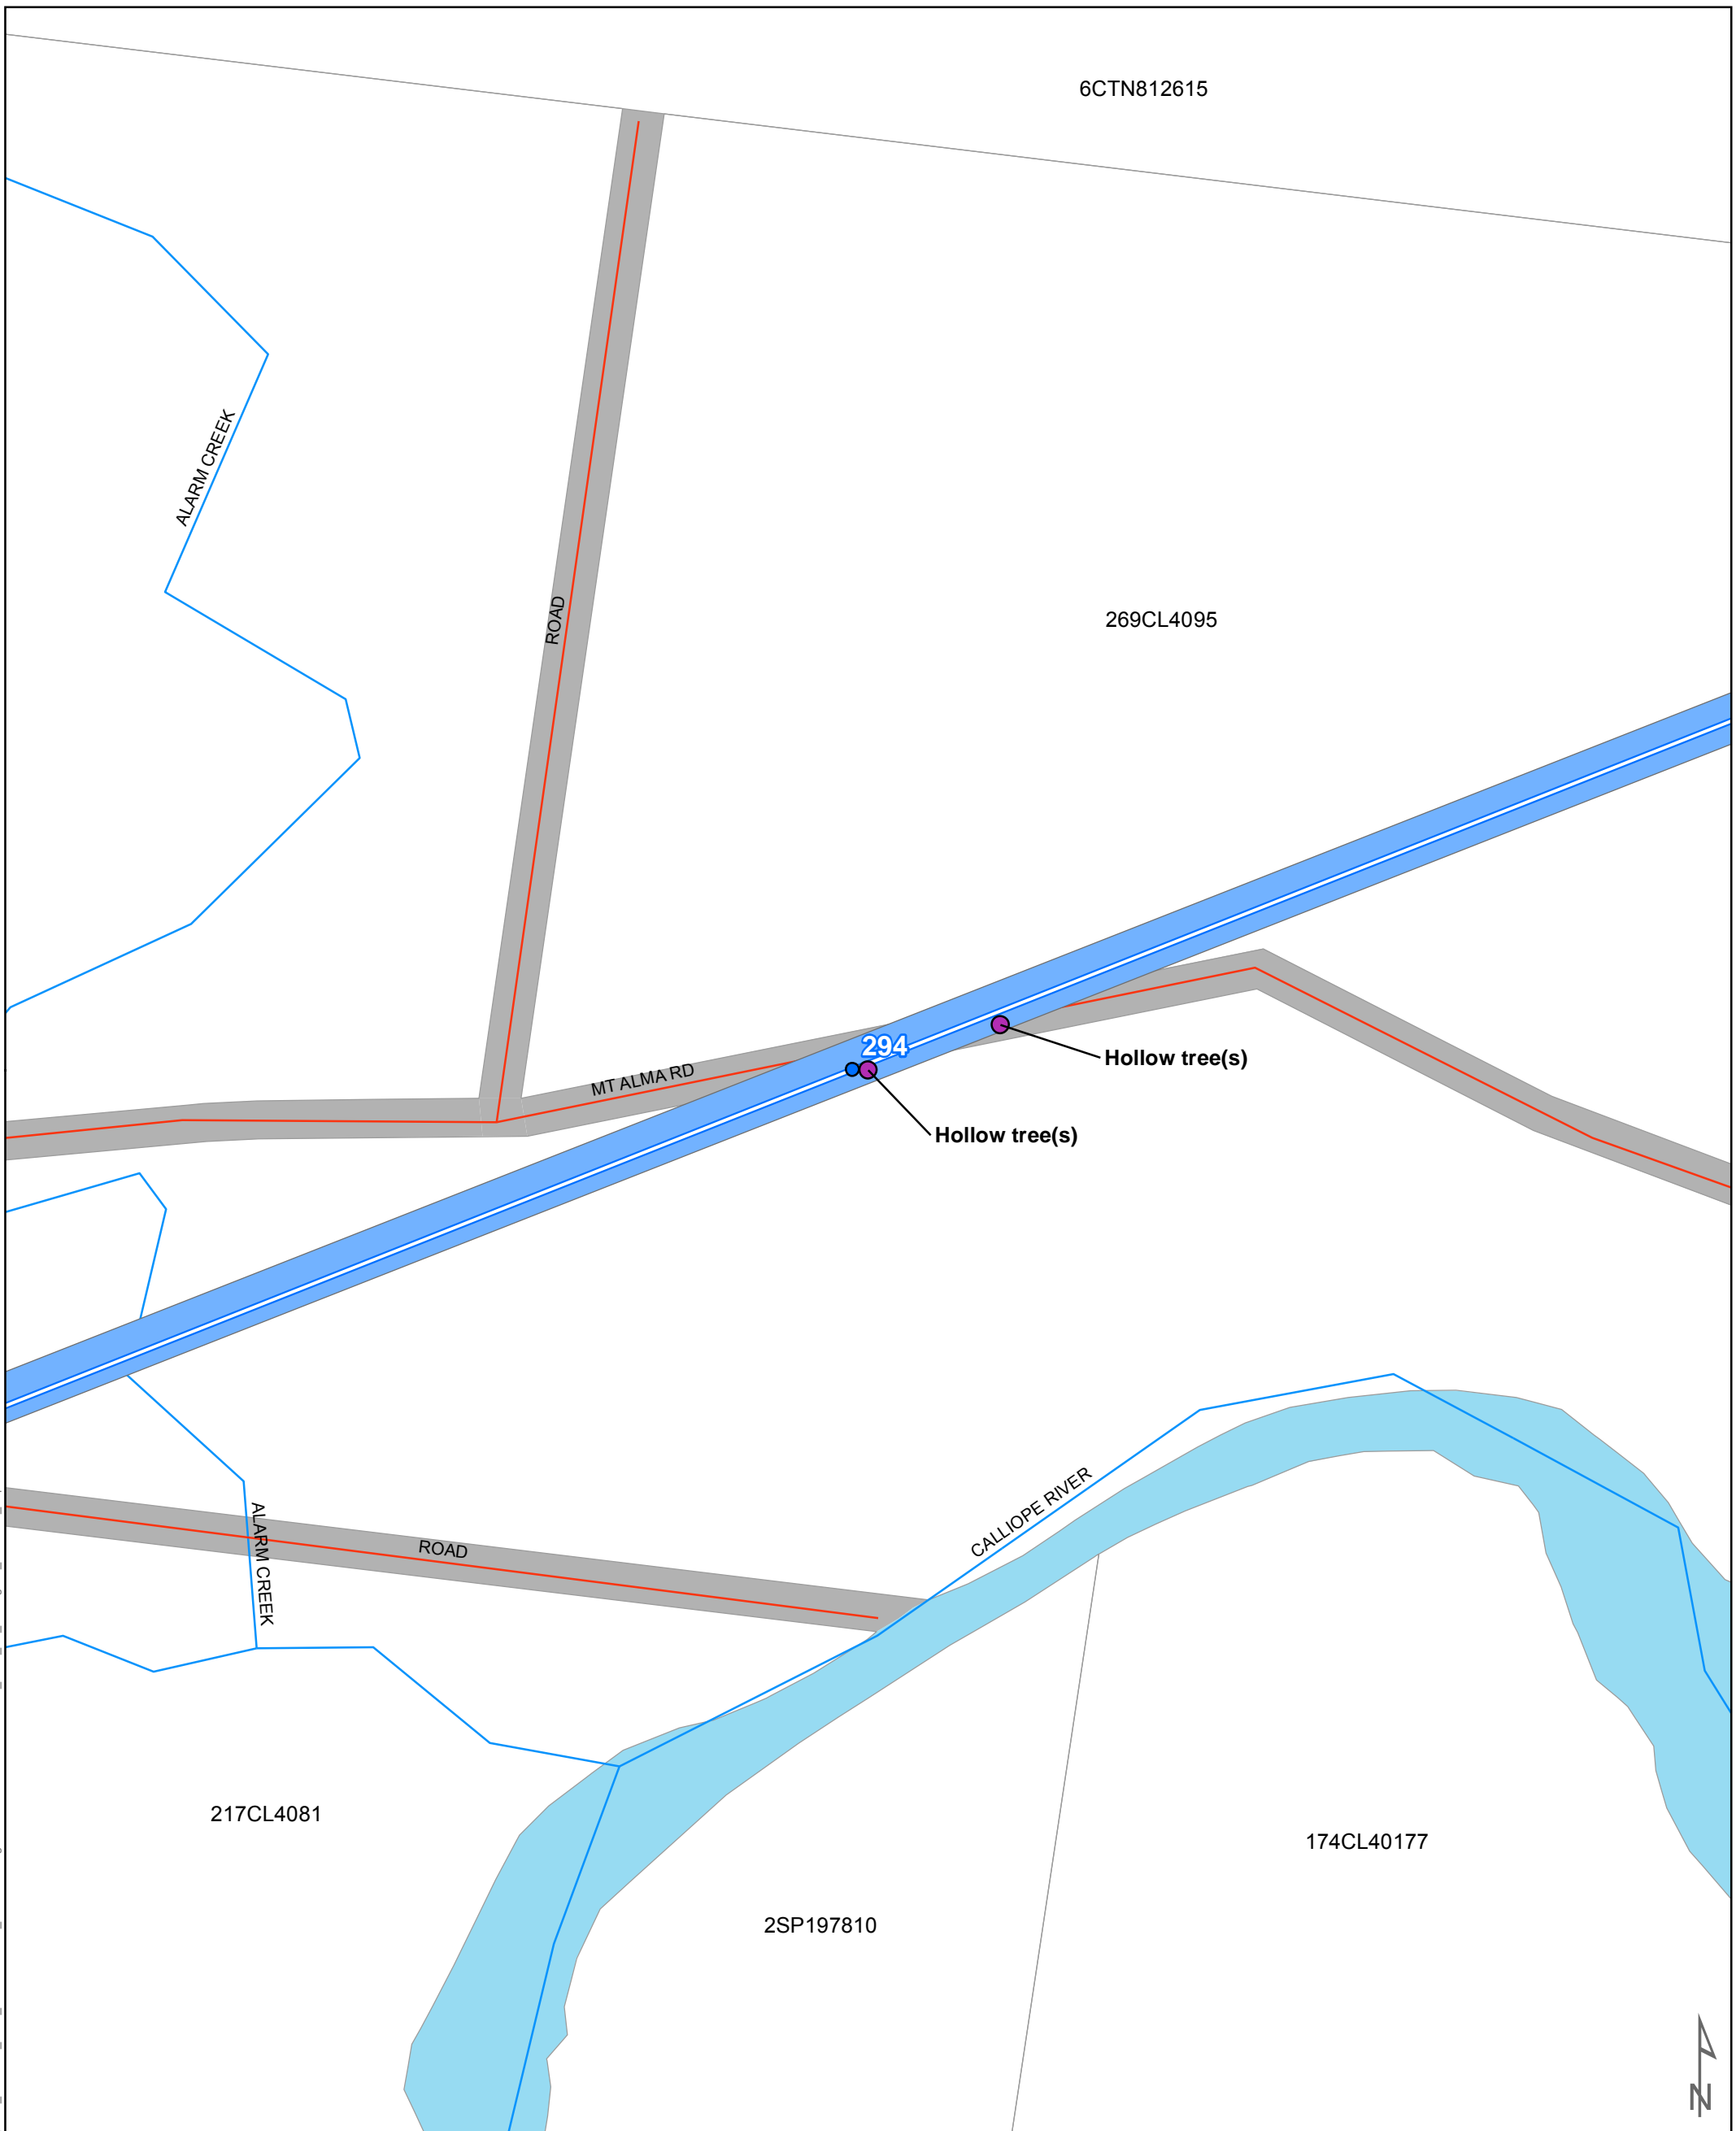 6CTN812615
ALARM CREEK
ROAD
269CL4095
294
Hollow tree(s)
MT ALMA RD
Hollow tree(s)
CALLIOPE RIVER
ALARM CREEK
ROAD
217CL4081
174CL40177
2SP197810
N